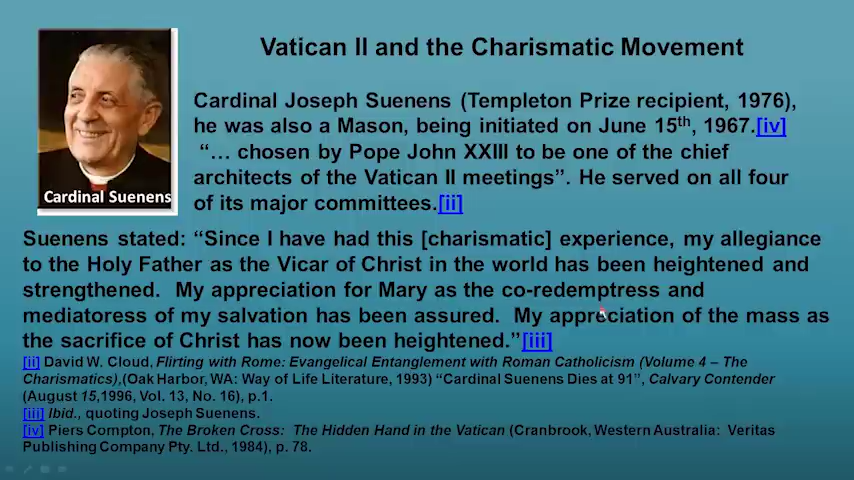 Vatican II and the Charismatic Movement
Cardinal Joseph Suenens (Templeton Prize recipient, 1976),
he was also a Mason, being initiated on June 15th, 1967.[iv]
“… chosen by Pope John XXIII to be one of the chief
architects of the Vatican II meetings”. He served on all four
of its major committees.[ii]
Cardinal Suenens
Suenens stated: “Since I have had this [charismatic] experience, my allegiance
to the Holy Father as the Vicar of Christ in the world has been heightened and
strengthened. My appreciation for Mary as the co-redemptress and
mediatoress of my salvation has been assured. My appreciation of the mass as
the sacrifice of Christ has now been heightened.”[iii]
[ii] David W. Cloud, Flirting with Rome: Evangelical Entanglement with Roman Catholicism (Volume 4 – The
Charismatics),(Oak Harbor, WA: Way of Life Literature, 1993) “Cardinal Suenens Dies at 91”, Calvary Contender
(August 15,1996, Vol. 13, No. 16), p.1.
[iii] Ibid., quoting Joseph Suenens.
[iv] Piers Compton, The Broken Cross: The Hidden Hand in the Vatican (Cranbrook, Western Australia: Veritas
Publishing Company Pty. Ltd., 1984), p. 78.